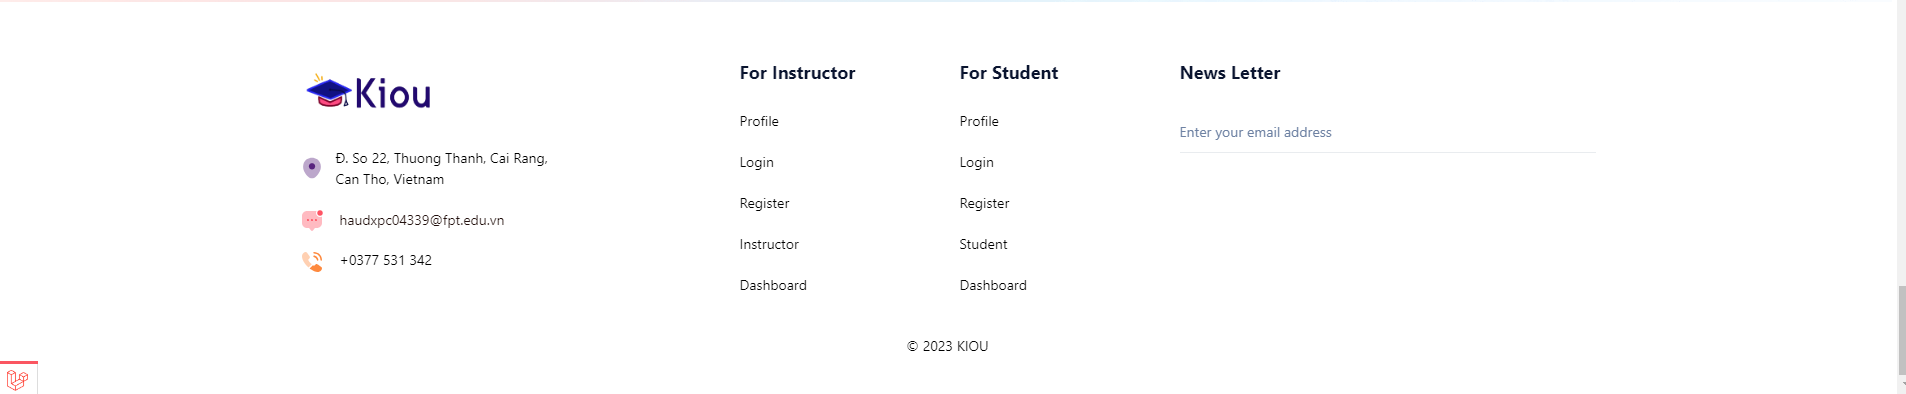 Kiou
Đ. So 22, Thuong Thanh, Cai Rang,
Can Tho, Vietnam
haudxpc04339@fpt.edu.vn
+0377 531 342
For Instructor
Profile
Login
Register
Instructor
Dashboard
For Student
Profile
Login
Register
Student
Dashboard
News Letter
Enter your email address
© 2023 KIOU